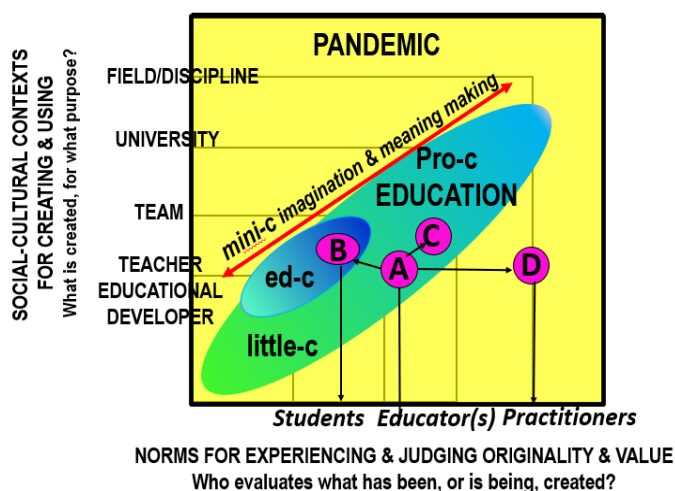 PANDEMIC
SOCIAL-CULTURAL CONTEXTS
FOR CREATING & USING
What is created, for what purpose?
FIELD/DISCIPLINE
UNIVERSITY
TEAM
TEACHER
EDUCATIONAL
DEVELOPER
mini-c imagination & meaning making
Pro-c
EDUCATION
ed-c
little-c
B
A
C
D
Students Educator(s) Practitioners
NORMS FOR EXPERIENCING & JUDGING ORIGINALITY & VALUE
Who evaluates what has been, or is being, created?